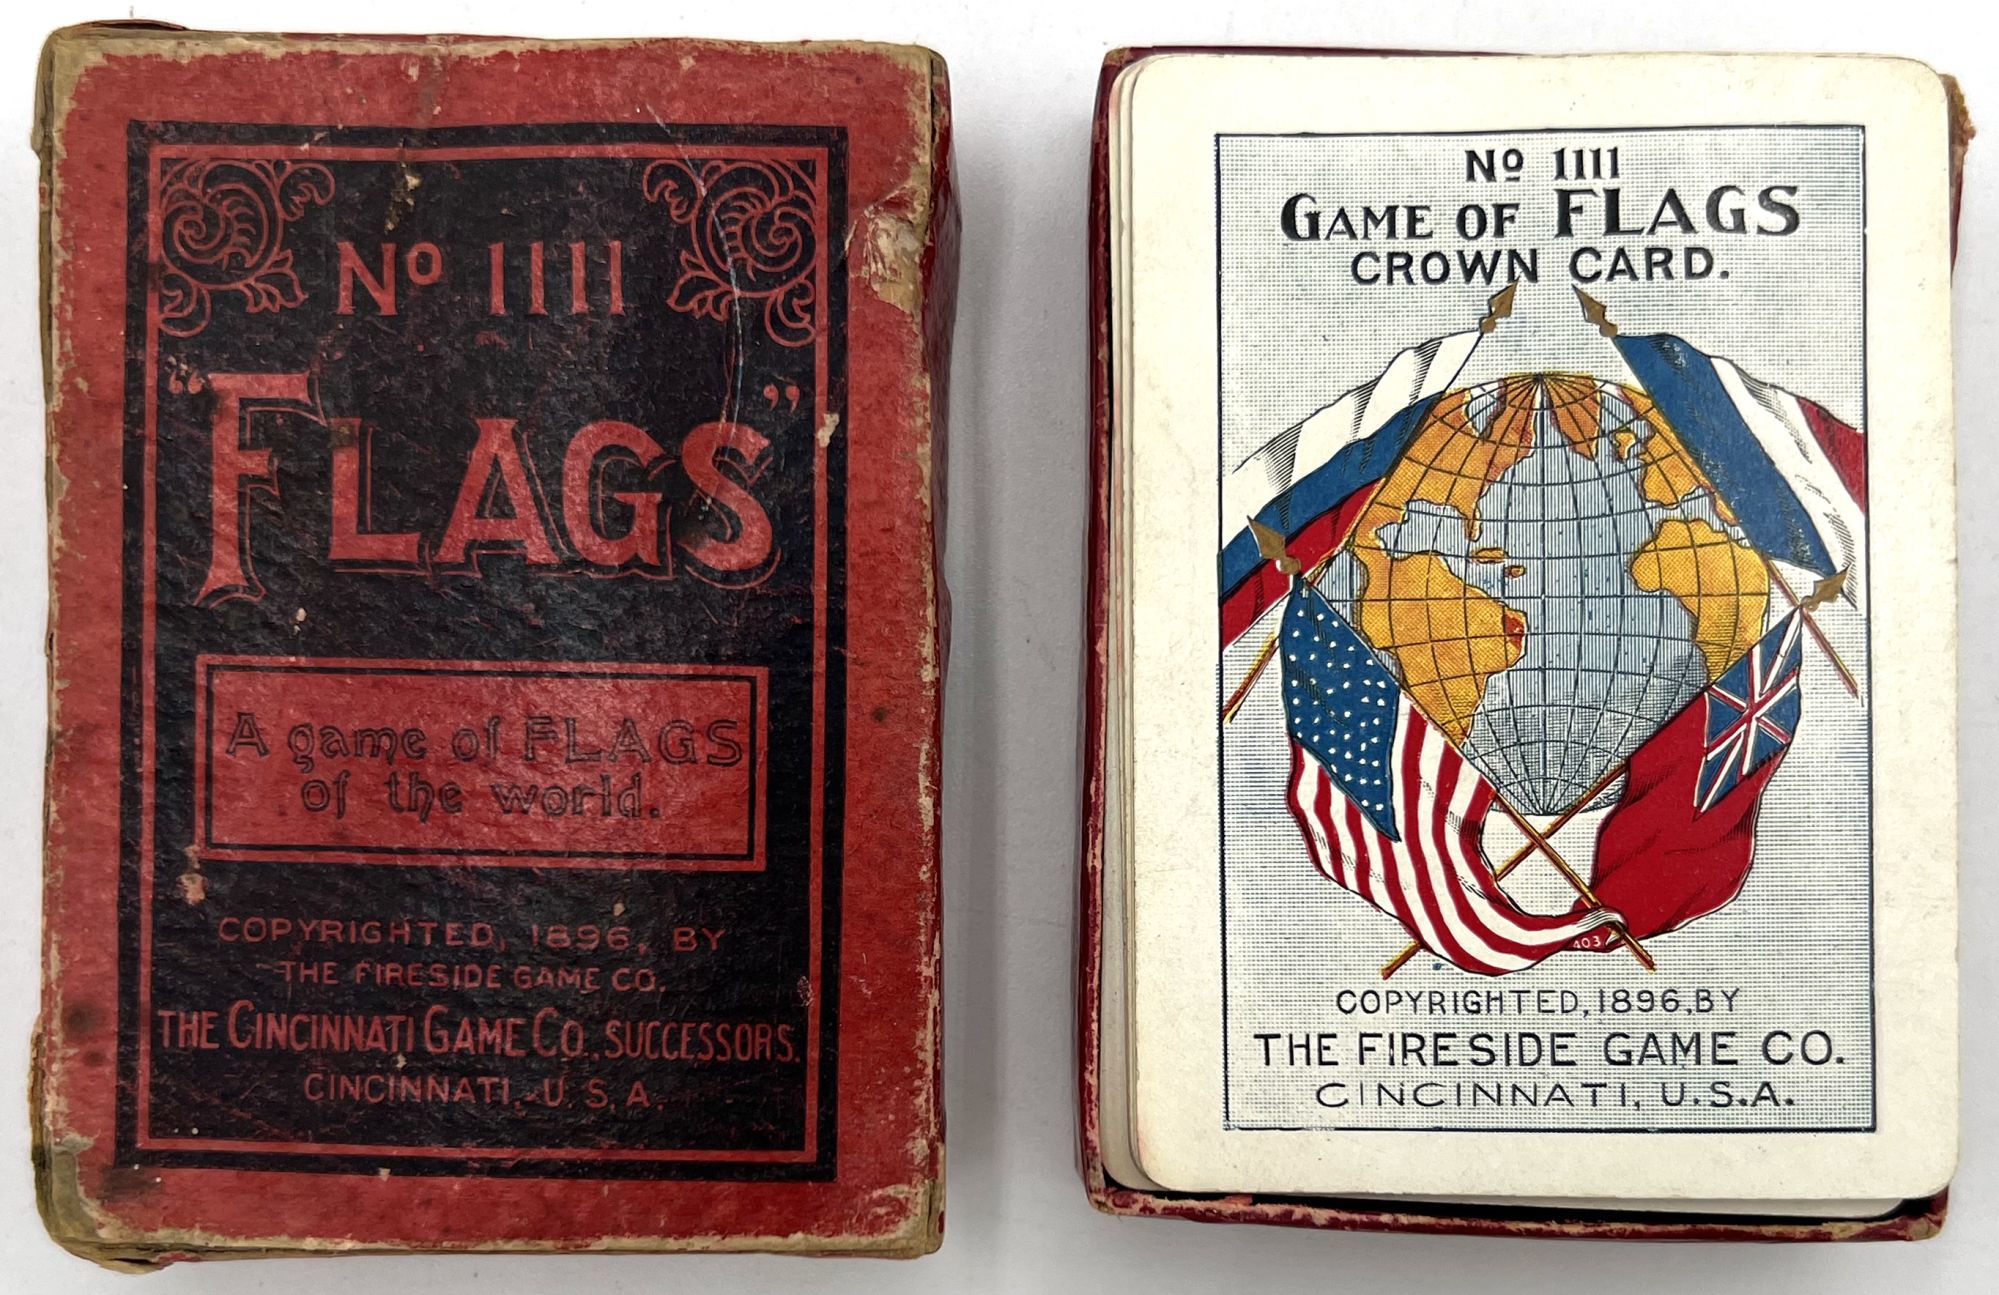 Nº 1111
"FLAGS"
A game of FLAGS
of the world.
COPYRIGHTED, 1896, BY
THE FIRESIDE GAME CO.
THE CINCINNATI GAME CO., SUCCESSORS.
CINCINNATI, U. S. A.
Nº 1111
GAME OF FLAGS
CROWN CARD.
403
COPYRIGHTED, 1896, BY
THE FIRESIDE GAME CO.
CINCINNATI, U.S.A.